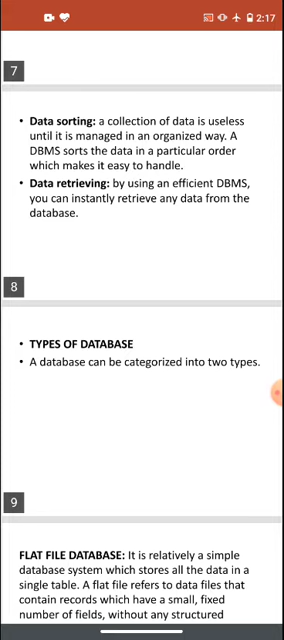 2:17
7
• Data sorting: a collection of data is useless
until it is managed in an organized way. A
DBMS sorts the data in a particular order
which makes it easy to handle.
• Data retrieving: by using an efficient DBMS,
you can instantly retrieve any data from the
database.
8
• TYPES OF DATABASE
• A database can be categorized into two types.
9
FLAT FILE DATABASE: It is relatively a simple
database system which stores all the data in a
single table. A flat file refers to data files that
contain records which have a small, fixed
number of fields, without any structured